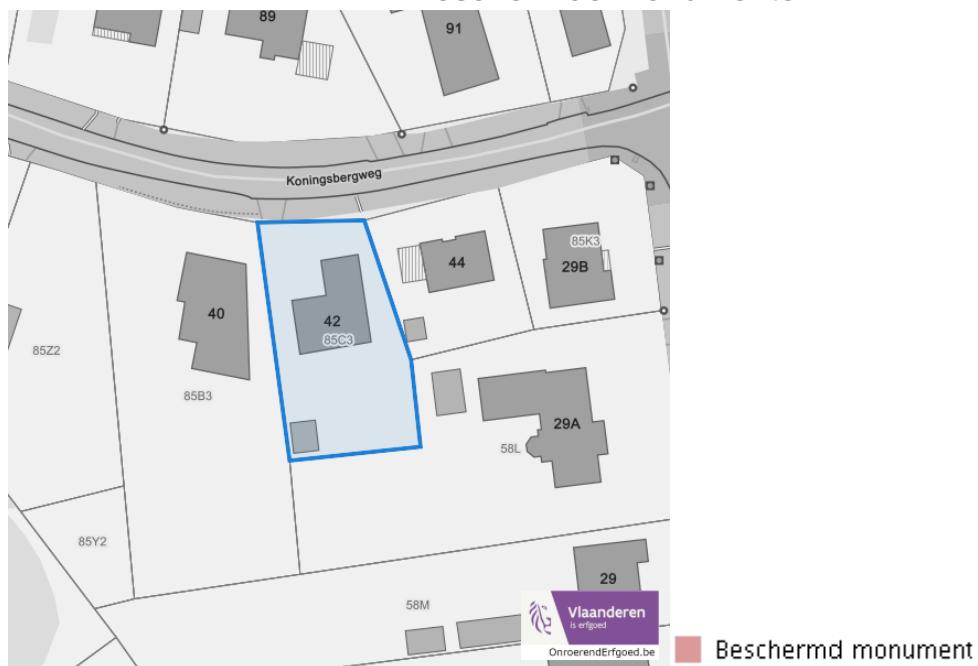 89
91
Koningsbergweg
85K3
44
29B
40
42
85C3
85Z2
85B3
29A
58L
85Y2
29
58M
Vlaanderen
is erfgoed
OnroerendErfgoed.be
Beschermd monument